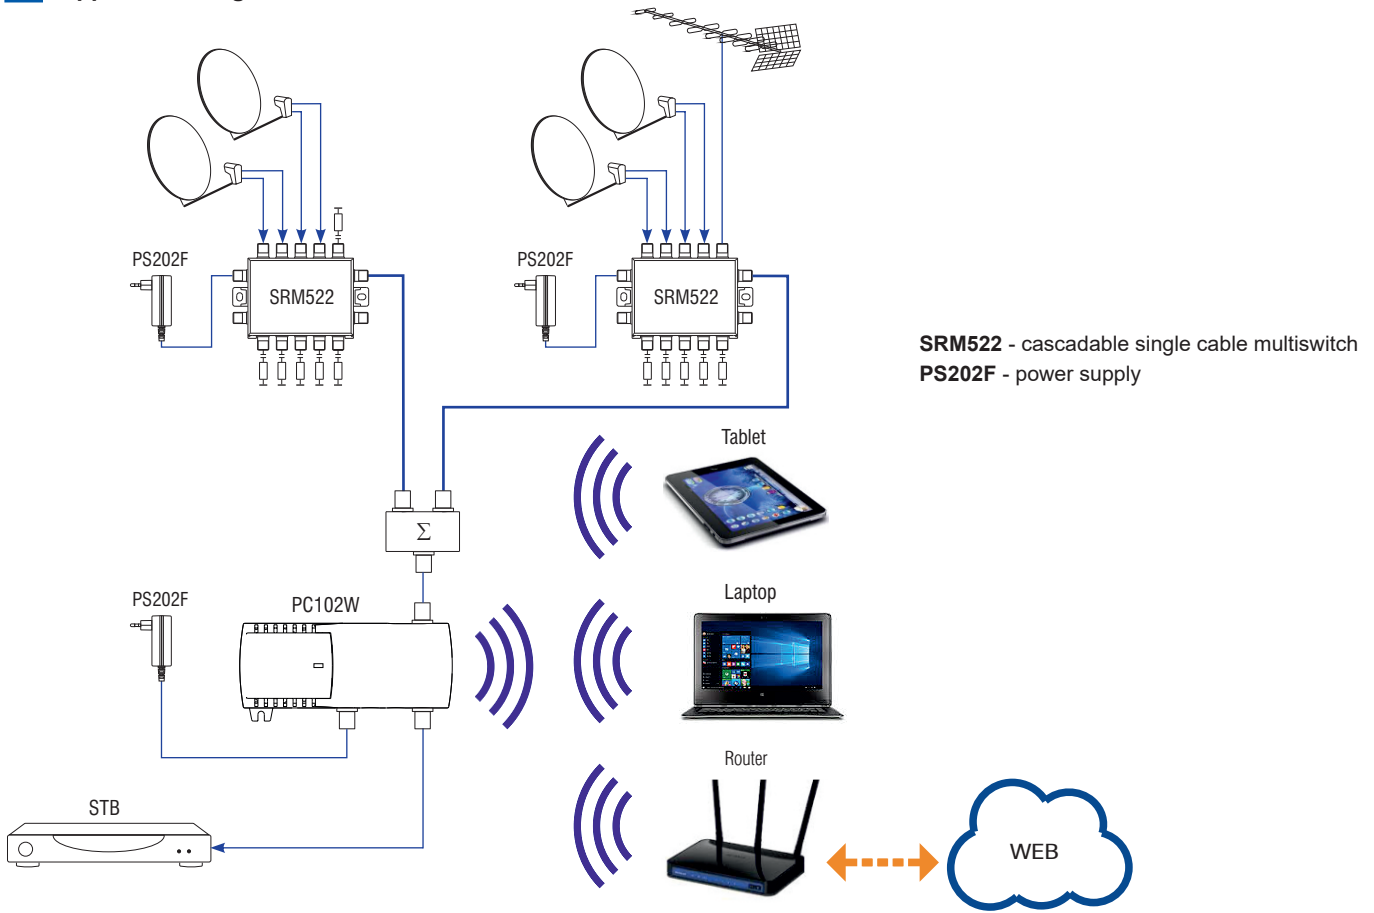 PS202F
SRM522
PS202F
SRM522
SRM522 - cascadable single cable multiswitch
PS202F - power supply
Tablet
Σ
PS202F
PC102W
Laptop
Router
STB
WEB